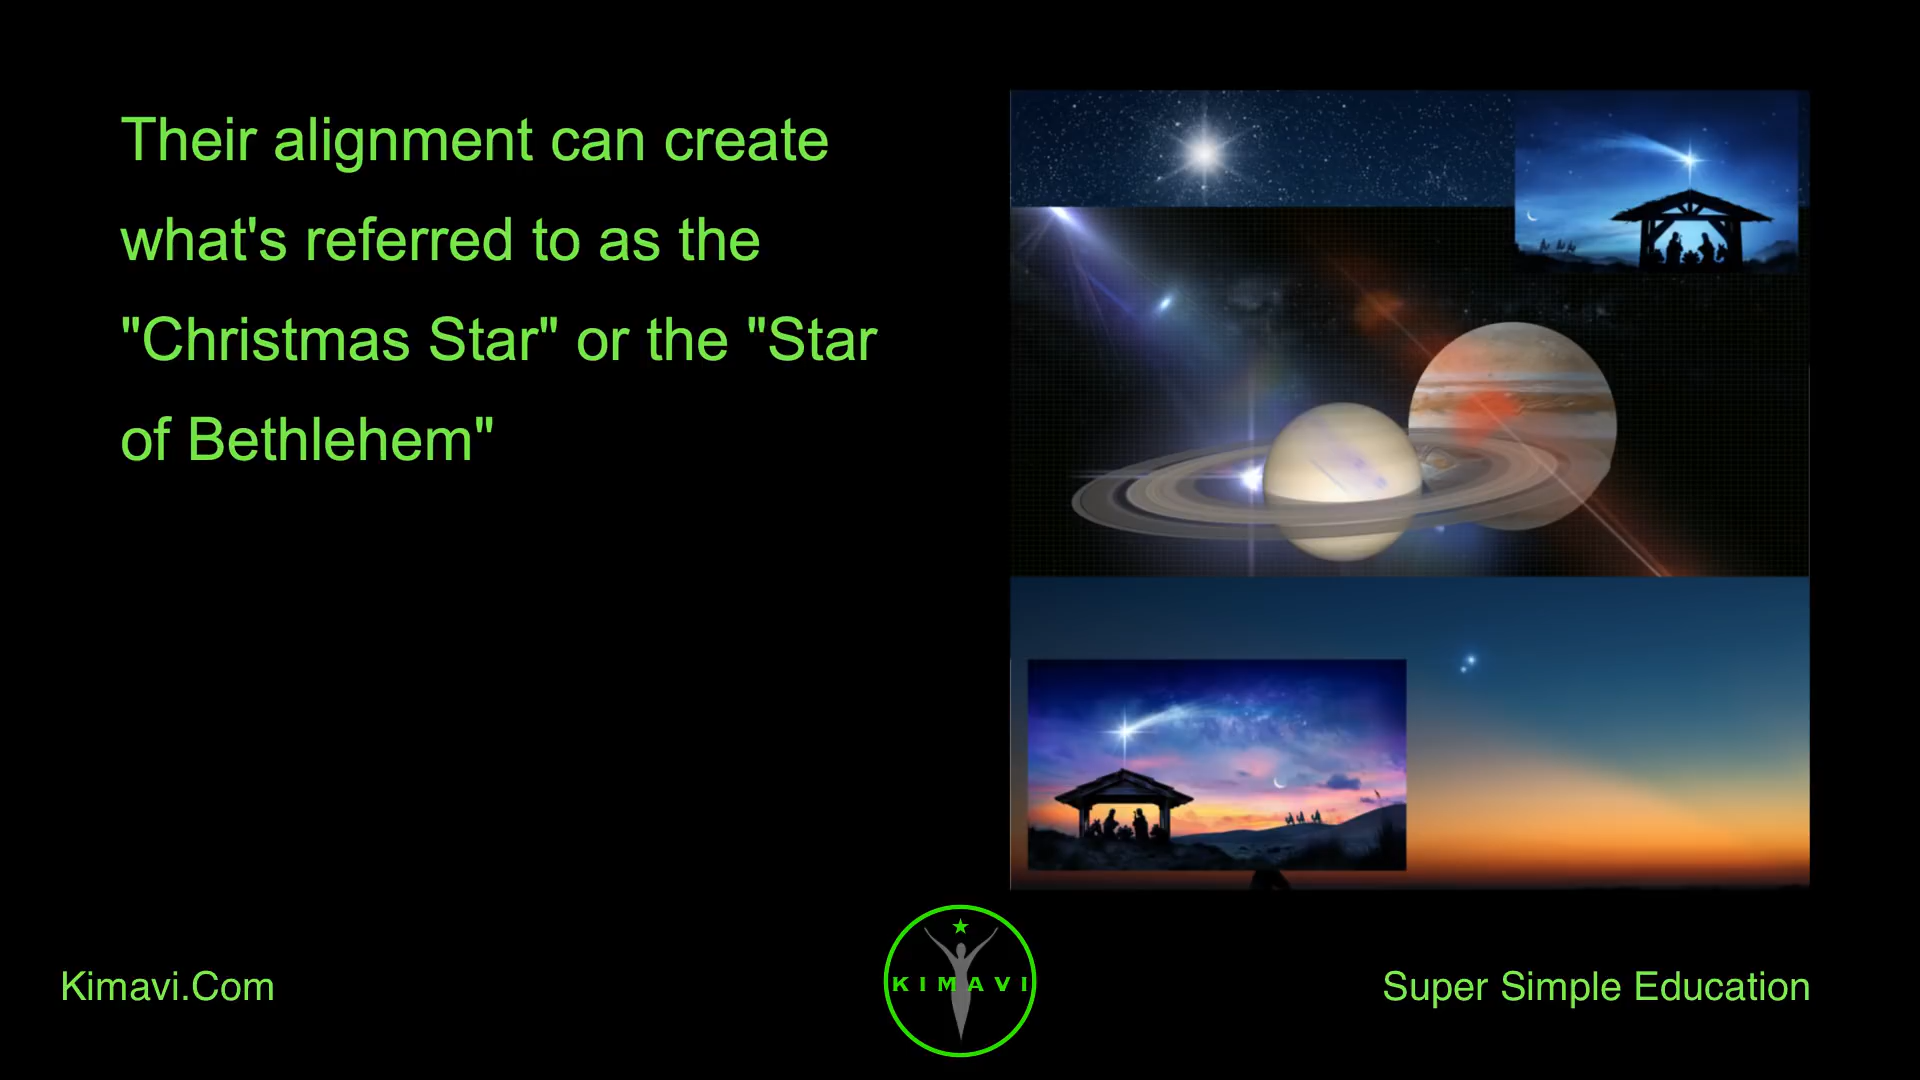 Their alignment can create
what's referred to as the
"Christmas Star" or the "Star
of Bethlehem"
Kimavi.Com
KIMAVI
Super Simple Education